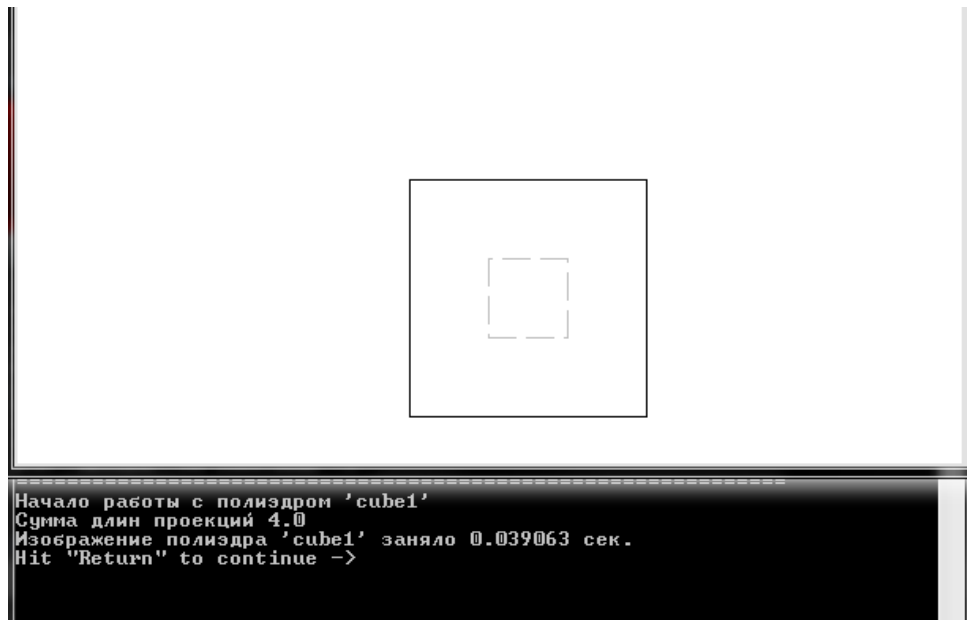 ==============================================================
Начало работы с полиэдром 'cube1'
Сумма длин проекций 4.0
Изображение полиэдра 'cube1' заняло 0.039063 сек.
Hit "Return" to continue ->